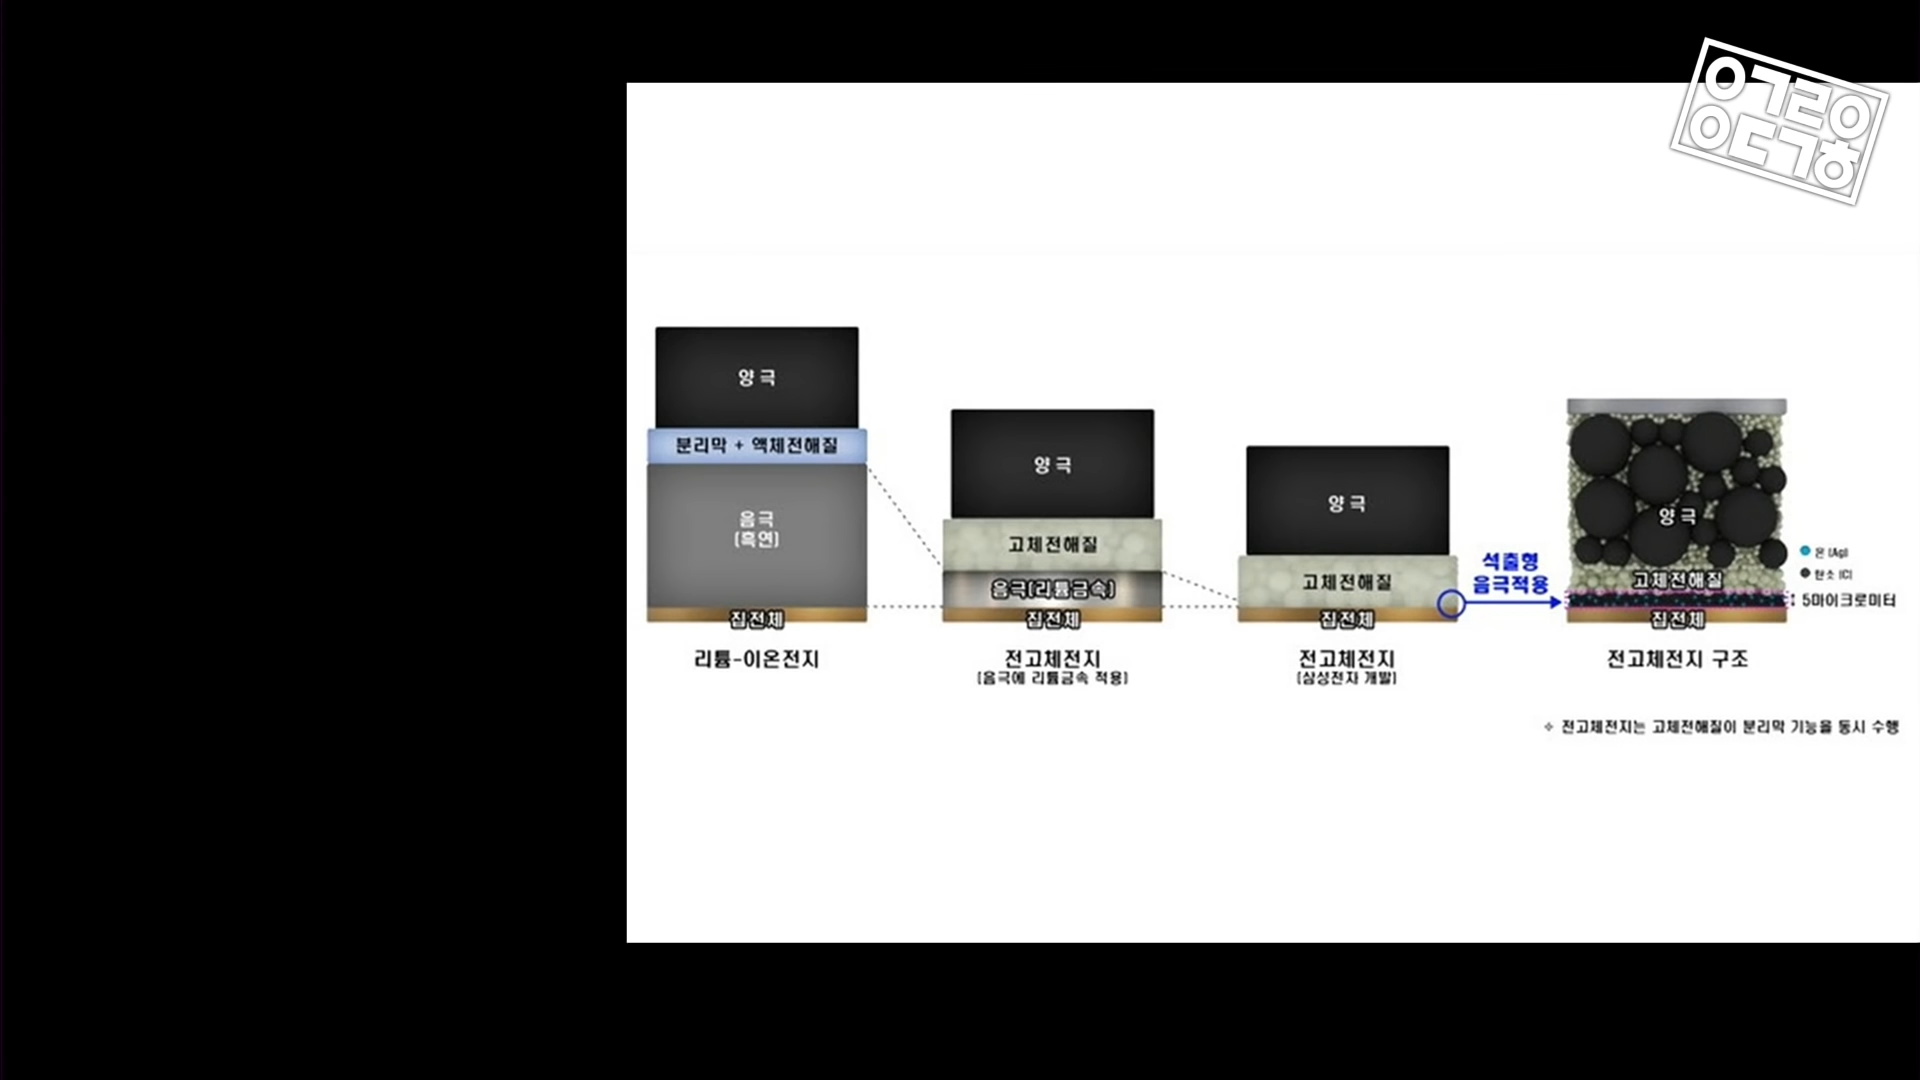 양극
분리막 + 액체전해질
음극
(흑연)
집전체
리튬-이온전지
양극
고체전해질
음극(리튬금속)
집전체
전고체전지
(음극에 리튬금속 적용)
양극
고체전해질
집전체
전고체전지
(삼성전자 개발)
석출형
음극적용
양극
고체전해질
집전체
은 (Ag)
탄소 (C)
5마이크로미터
전고체전지 구조
※ 전고체전지는 고체전해질이 분리막 기능을 동시 수행